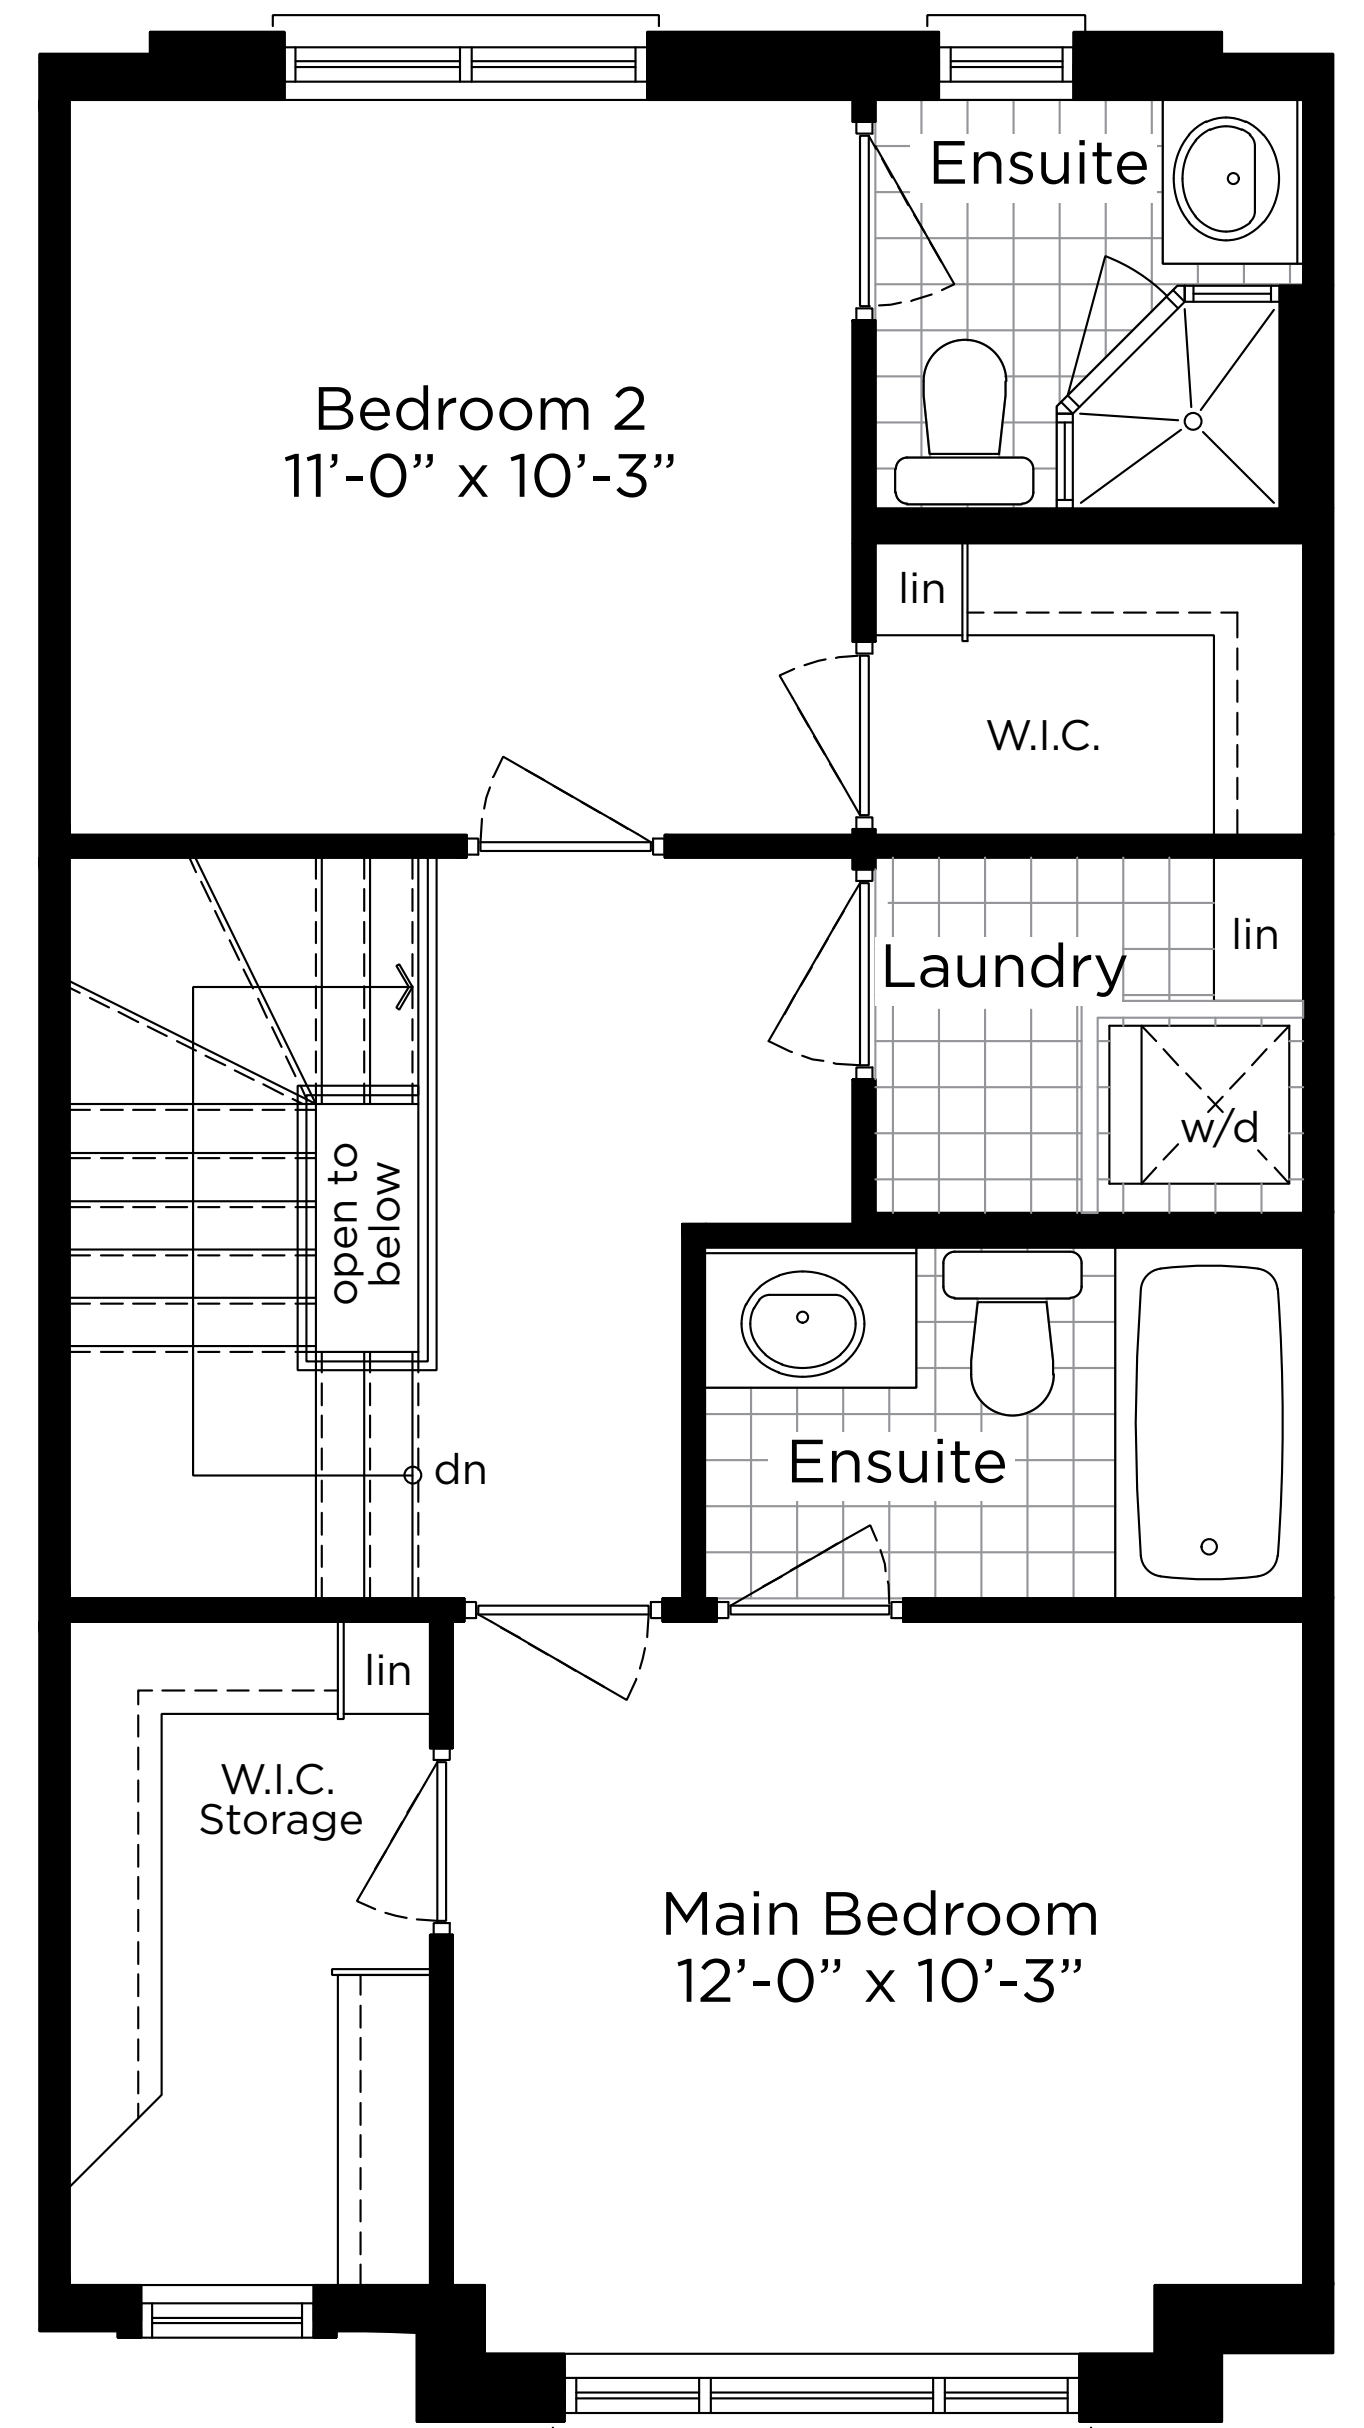 Ensuite
Bedroom 2
11’-0” x 10’-3”
lin
W.I.C.
lin
Laundry
w/d
open to
below
dn
Ensuite
lin
W.I.C.
Storage
Main Bedroom
12’-0” x 10’-3”